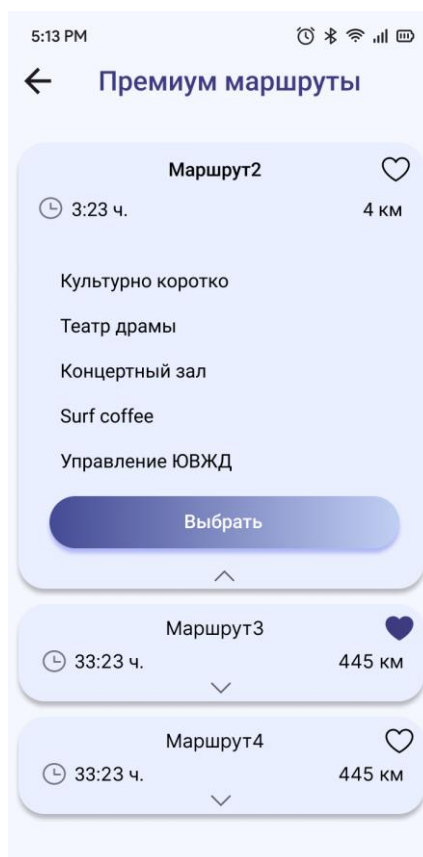 5:13 PM
Премиум маршруты
Маршрут2
3:23 ч.
4 км
Культурно коротко
Театр драмы
Концертный зал
Surf coffee
Управление ЮВЖД
Выбрать
Маршрут3
33:23 ч.
445 км
Маршрут4
33:23 ч.
445 км